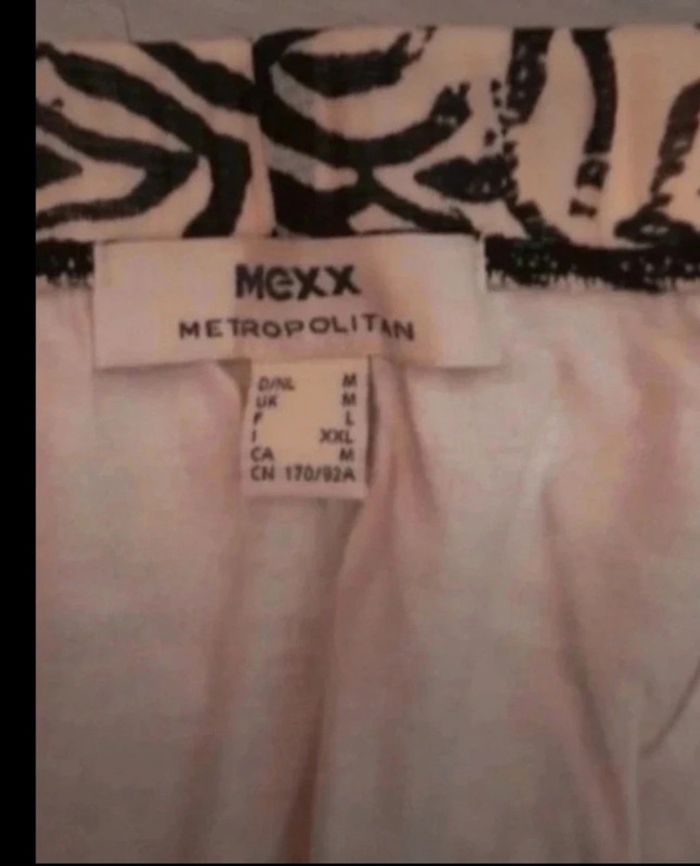 Mexx
METROPOLITAN
D/NL M
UK M
F L
I XXL
CA M
CN 170/92A